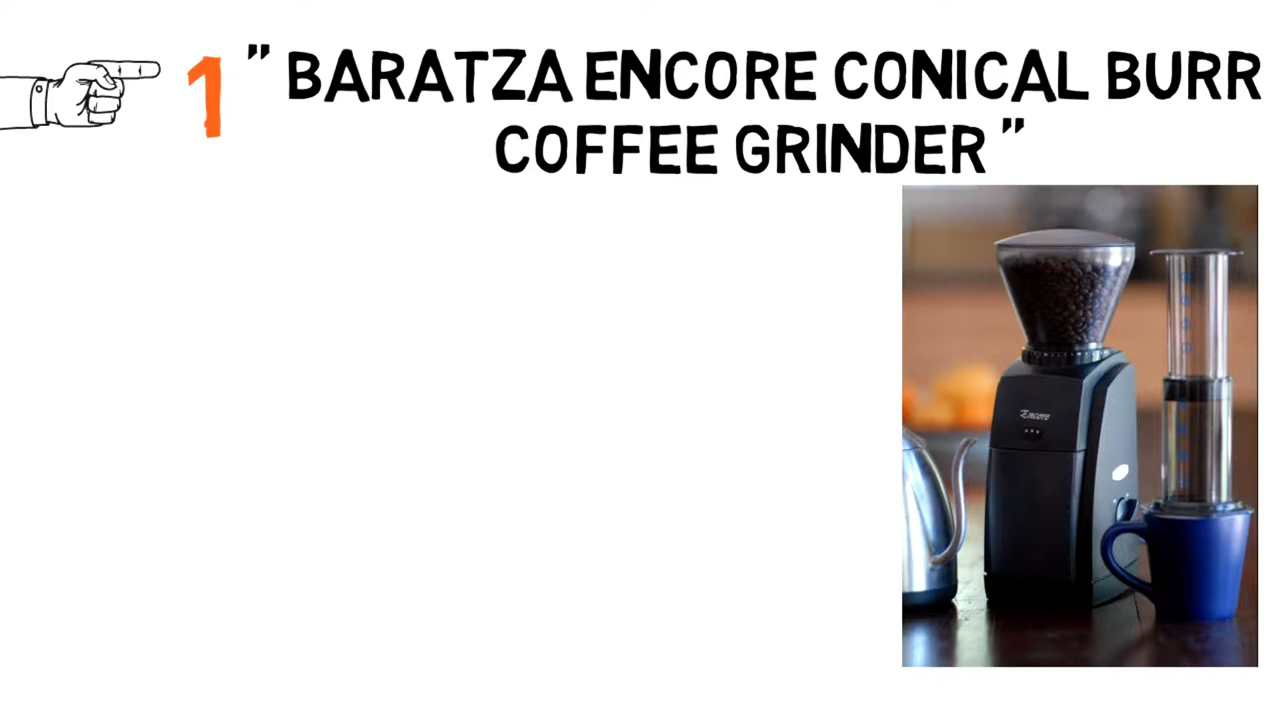 1 " BARATZA ENCORE CONICAL BURR
COFFEE GRINDER "
Encore